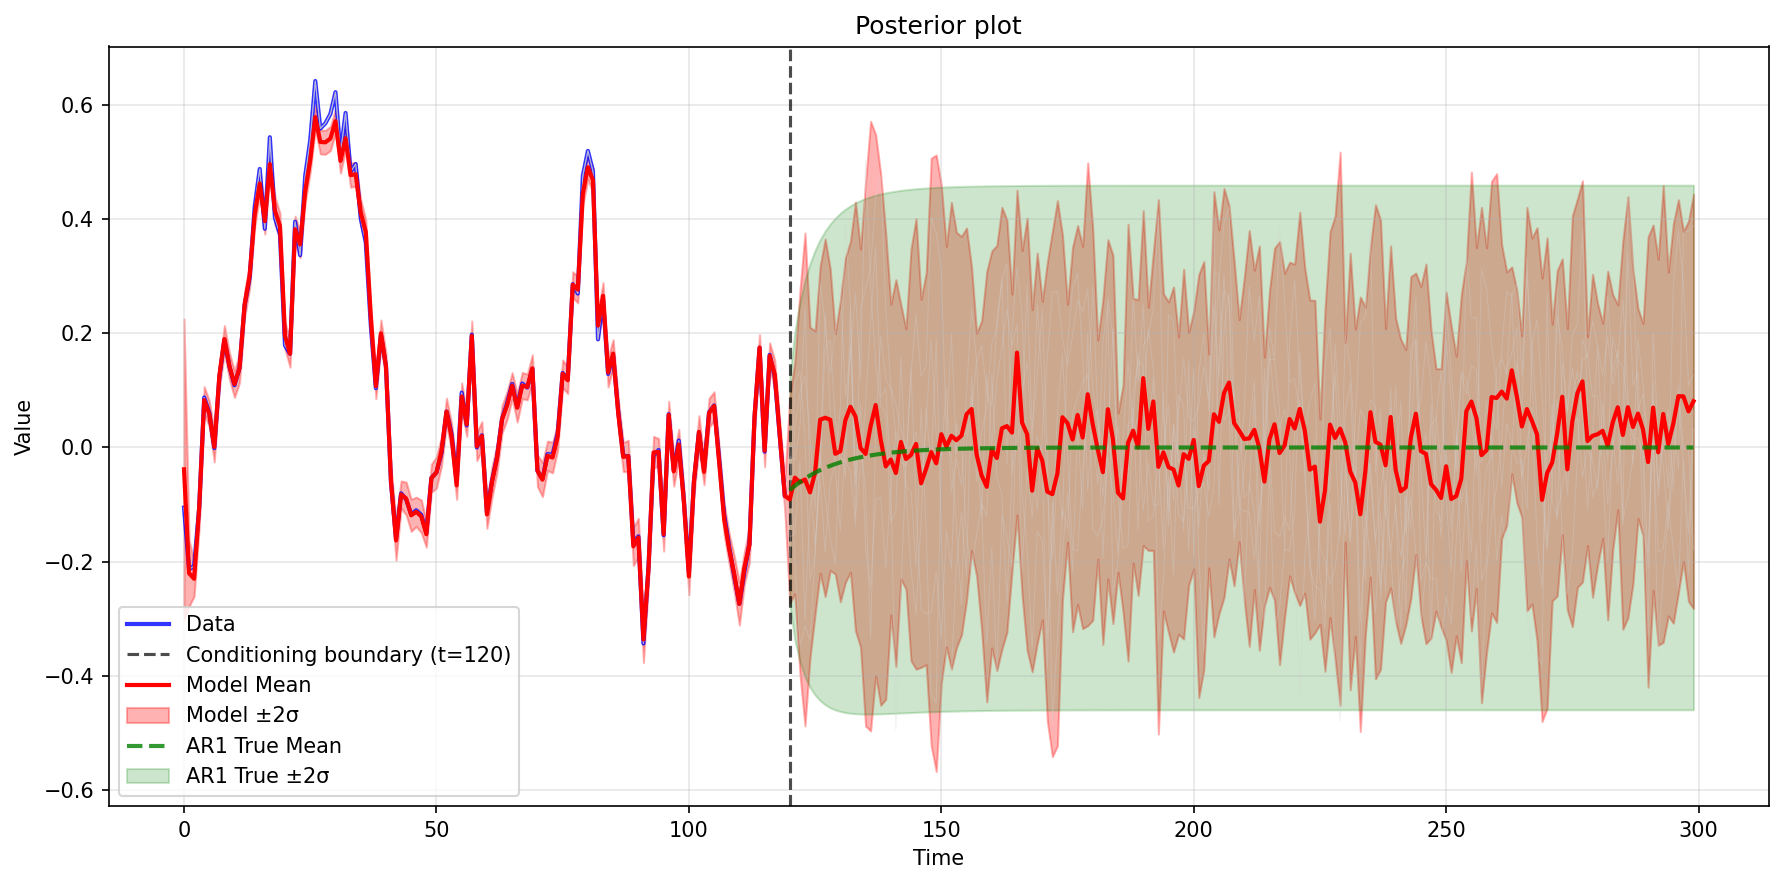 Posterior plot
Value
0.6
0.4
0.2
0.0
−0.2
−0.4
−0.6
Data
Conditioning boundary (t=120)
Model Mean
Model ±2σ
AR1 True Mean
AR1 True ±2σ
0 50 100 150 200 250 300
Time